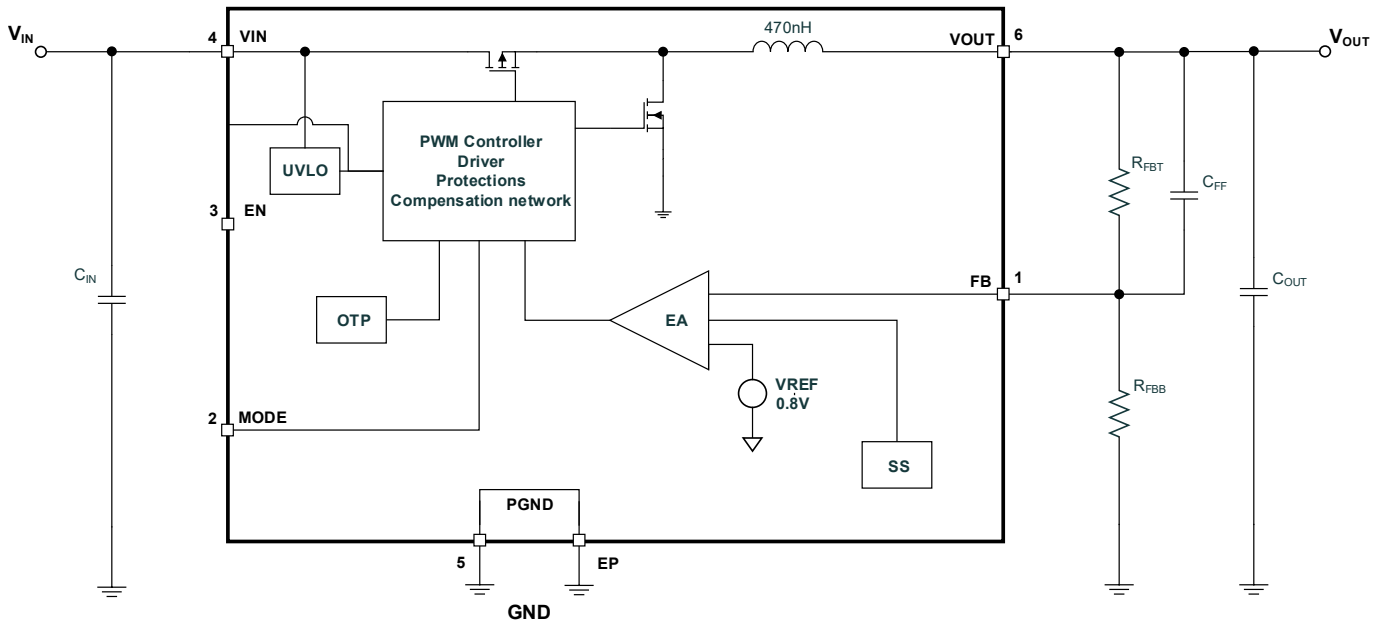 VIN
4
VIN
470nH
VOUT
6
VOUT
PWM Controller
Driver
Protections
Compensation network
UVLO
RFBT
CFF
3
EN
CIN
FB
1
COUT
OTP
EA
VREF
0.8V
RFBB
2
MODE
SS
PGND
5
EP
GND